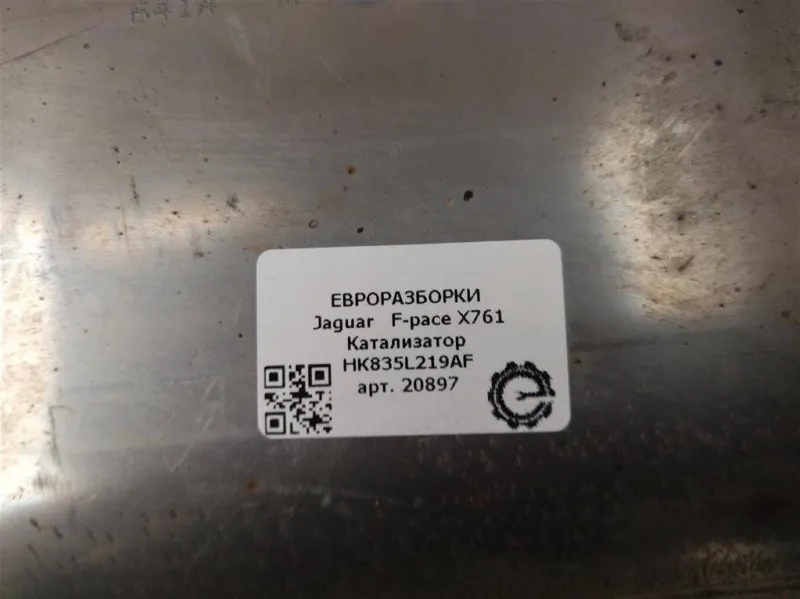 ЕВРОРАЗБОРКИ
Jaguar F-pace X761
Катализатор
HK835L219AF
арт. 20897